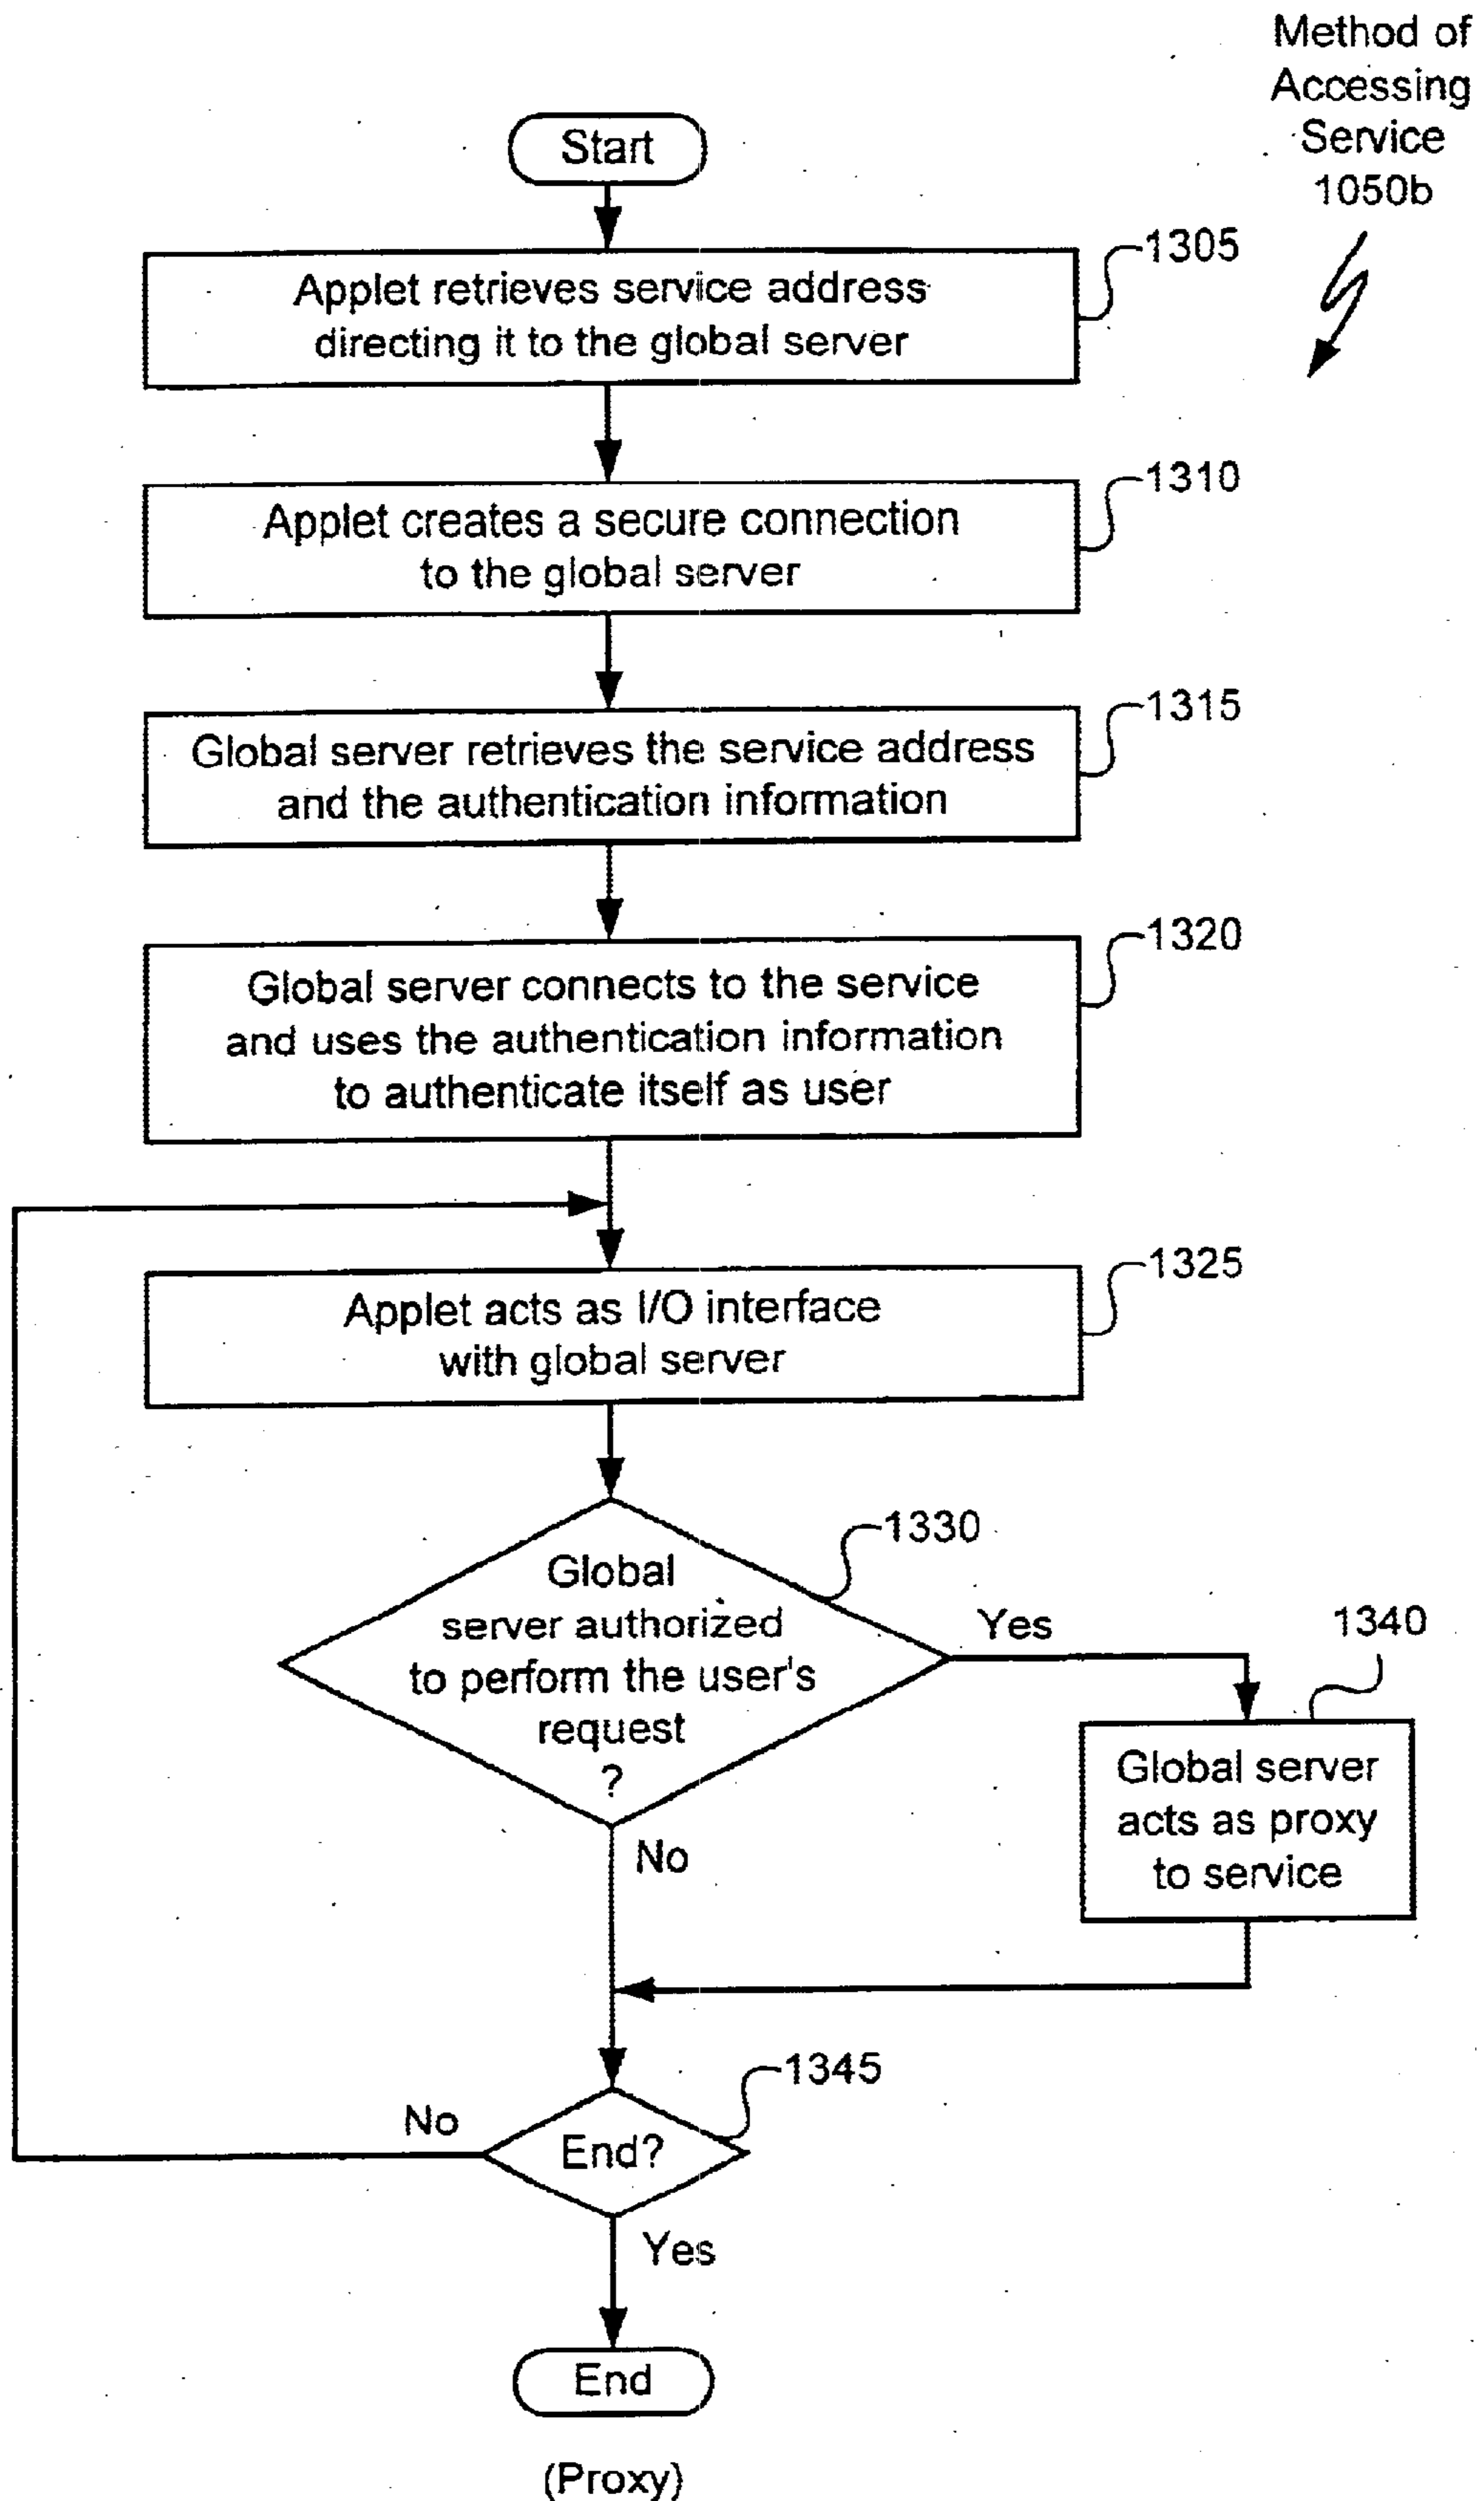 Method of
Accessing
Service
1050b
Start
1305
Applet retrieves service address
directing it to the global server
1310
Applet creates a secure connection
to the global server
1315
Global server retrieves the service address
and the authentication information
1320
Global server connects to the service
and uses the authentication information
to authenticate itself as user
1325
Applet acts as I/O interface
with global server
1330
Global
server authorized
to perform the user's
request
?
Yes
1340
Global server
acts as proxy
to service
No
1345
No
End?
Yes
End
(Proxy)